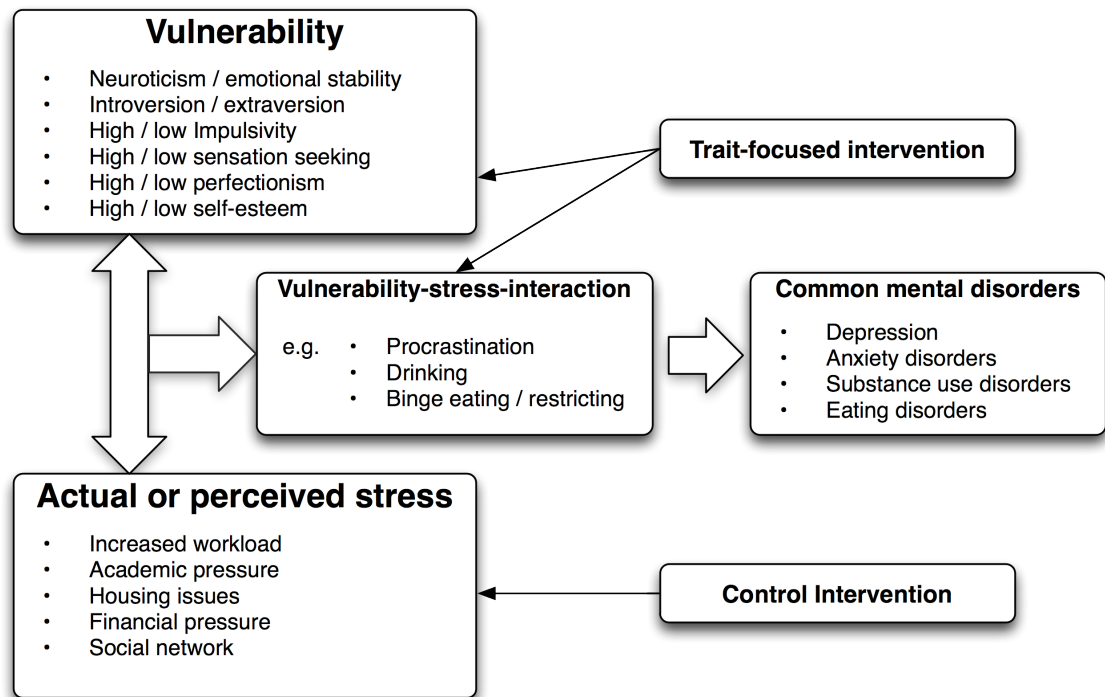 Vulnerability
• Neuroticism / emotional stability
• Introversion / extraversion
• High / low Impulsivity
• High / low sensation seeking
• High / low perfectionism
• High / low self-esteem
Trait-focused intervention
Vulnerability-stress-interaction
e.g. • Procrastination
• Drinking
• Binge eating / restricting
Common mental disorders
• Depression
• Anxiety disorders
• Substance use disorders
• Eating disorders
Actual or perceived stress
• Increased workload
• Academic pressure
• Housing issues
• Financial pressure
• Social network
Control Intervention